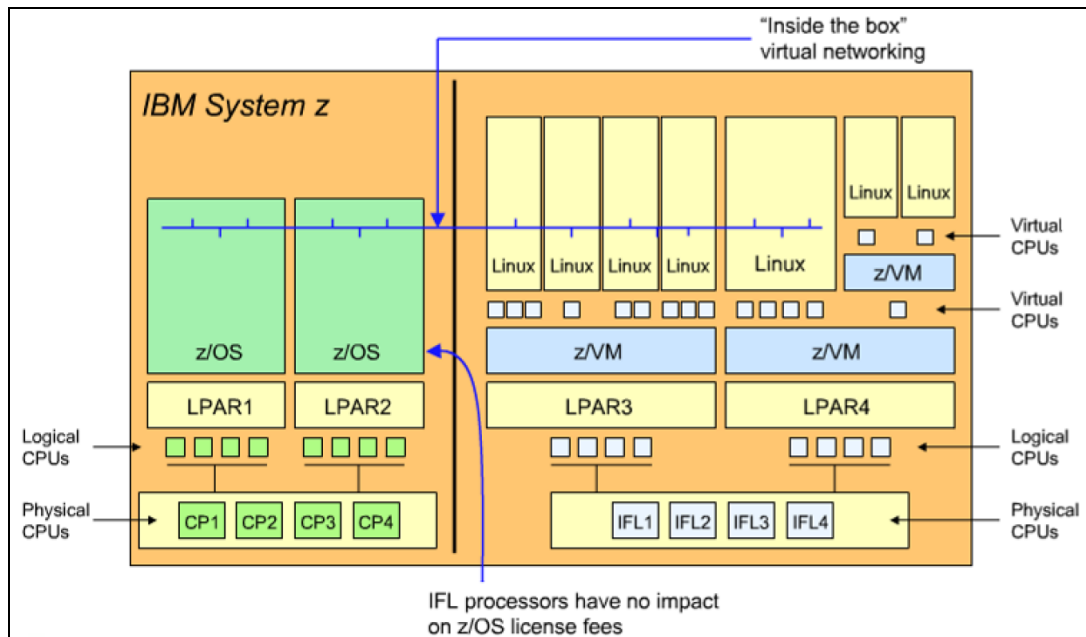 “Inside the box”
virtual networking
IBM System z
Linux Linux
Virtual
CPUs
Linux Linux Linux Linux Linux
z/VM
Virtual
CPUs
z/OS z/OS z/VM z/VM
LPAR1 LPAR2 LPAR3 LPAR4
Logical
CPUs
Logical
CPUs
Physical
CPUs
CP1 CP2 CP3 CP4
IFL1 IFL2 IFL3 IFL4
Physical
CPUs
IFL processors have no impact
on z/OS license fees